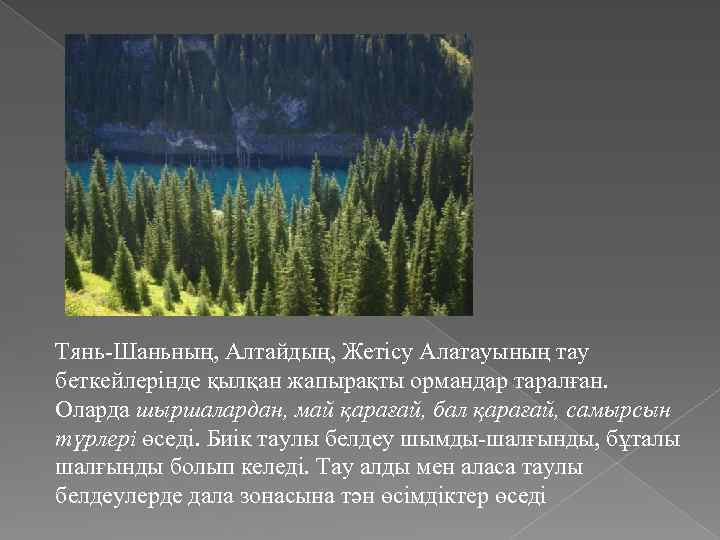 Тянь-Шаньның, Алтайдың, Жетісу Алатауының тау
беткейлерінде қылқан жапырақты ормандар таралған.
Оларда шыршалардан, май қарағай, бал қарағай, самырсын
түрлері өседі. Биік таулы белдеу шымды-шалғынды, бұталы
шалғынды болып келеді. Тау алды мен аласа таулы
белдеулерде дала зонасына тән өсімдіктер өседі